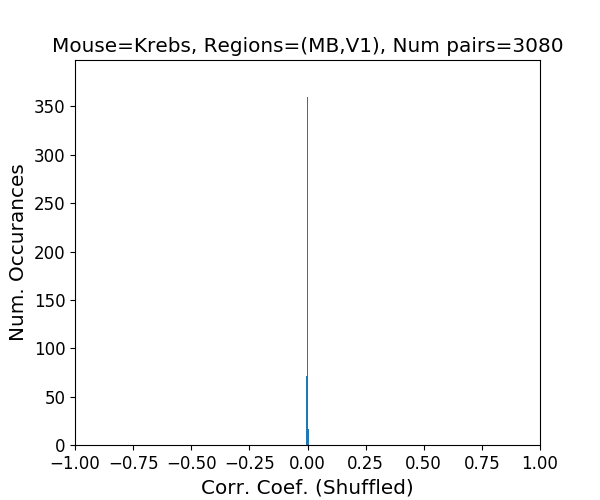 Mouse=Krebs, Regions=(MB,V1), Num pairs=3080
350
300
250
200
150
100
50
0
Num. Occurances
−1.00 −0.75 −0.50 −0.25 0.00 0.25 0.50 0.75 1.00
Corr. Coef. (Shuffled)